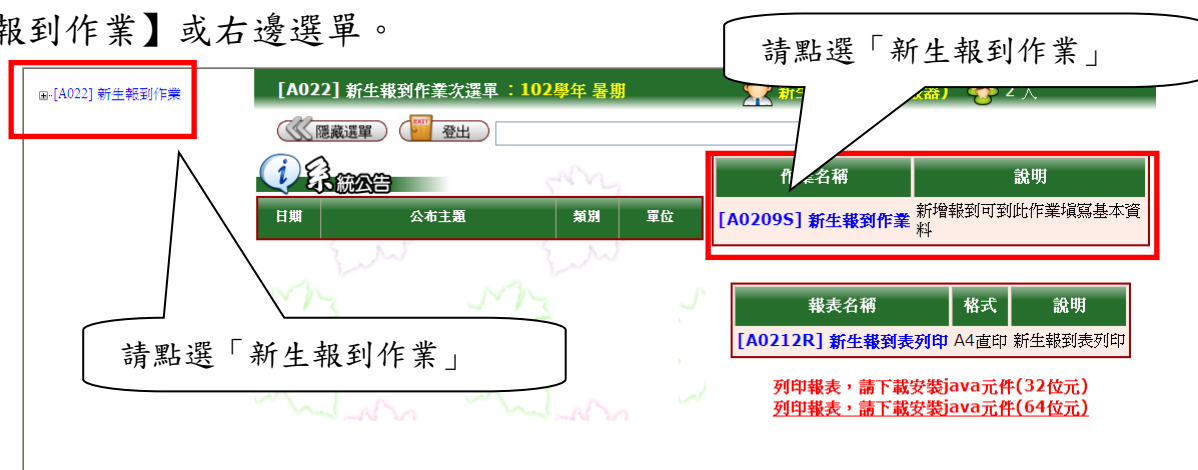 報到作業】或右邊選單。
請點選「新生報到作業」
[A022] 新生報到作業
[A022] 新生報到作業次選單：102學年 暑期
2 人
隱藏選單
EXIT 登出
i 系統公告
日期 公布主題 類別 單位
名稱 說明
[A0209S] 新生報到作業 新增報到可到此作業填寫基本資
料
請點選「新生報到作業」
報表名稱 格式 說明
[A0212R] 新生報到表列印 A4直印 新生報到表列印
列印報表，請下載安裝java元件(32位元)
列印報表，請下載安裝java元件(64位元)